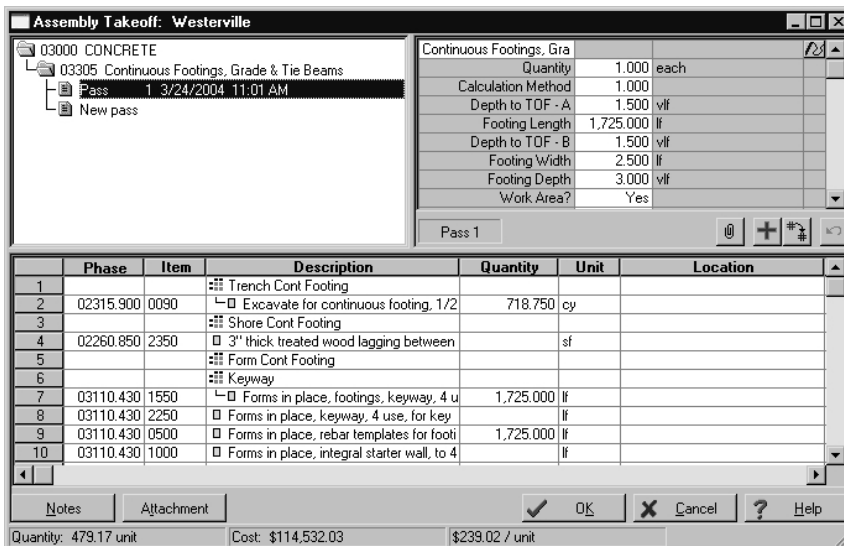 Assembly Takeoff: Westerville
03000 CONCRETE
03305 Continuous Footings, Grade & Tie Beams
Pass 1 3/24/2004 11:01 AM
New pass
Continuous Footings, Gra
Quantity 1.000 each
Calculation Method 1.000
Depth to TOF - A 1.500 vlf
Footing Length 1,725.000 lf
Depth to TOF - B 1.500 vlf
Footing Width 2.500 lf
Footing Depth 3.000 vlf
Work Area? Yes
Pass 1
Phase Item Description Quantity Unit Location
1 Trench Cont Footing
2 02315.900 0090 Excavate for continuous footing, 1/2 718.750 cy
3 Shore Cont Footing
4 02260.850 2350 3" thick treated wood lagging between sf
5 Form Cont Footing
6 Keyway
7 03110.430 1550 Forms in place, footings, keyway, 4 u 1,725.000 lf
8 03110.430 2250 Forms in place, keyway, 4 use, for key lf
9 03110.430 0500 Forms in place, rebar templates for footi 1,725.000 lf
10 03110.430 1000 Forms in place, integral starter wall, to 4 lf
Notes Attachment OK Cancel ? Help
Quantity: 479.17 unit Cost: $114,532.03 $239.02 / unit